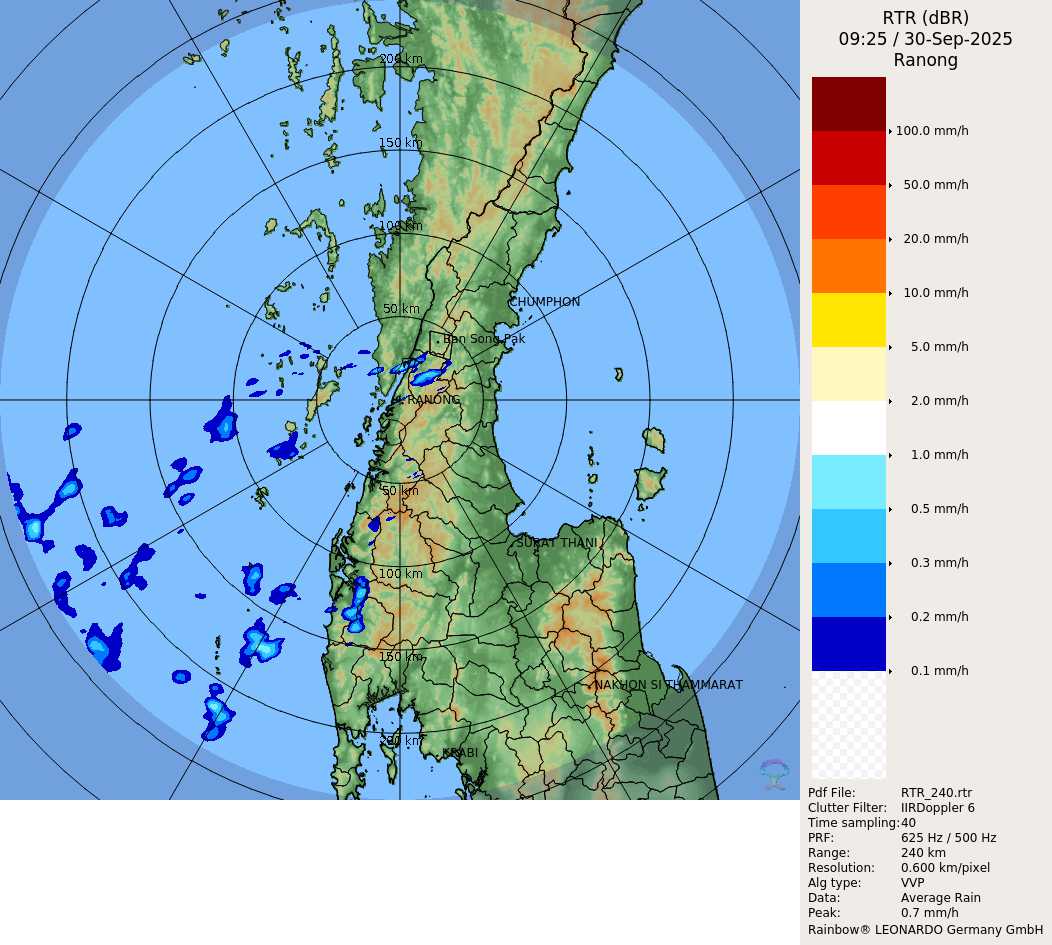 RTR (dBR)
09:25 / 30-Sep-2025
Ranong
100.0 mm/h
50.0 mm/h
20.0 mm/h
10.0 mm/h
5.0 mm/h
2.0 mm/h
1.0 mm/h
0.5 mm/h
0.3 mm/h
0.2 mm/h
0.1 mm/h
200 km
150 km
100 km
50 km
CHUMPHON
Ban Song Pak
RANONG
50 km
SURAT THANI
100 km
150 km
NAKHON SI THAMMARAT
200 km
KRABI
Pdf File: RTR_240.rtr
Clutter Filter: IIRDoppler 6
Time sampling: 40
PRF: 625 Hz / 500 Hz
Range: 240 km
Resolution: 0.600 km/pixel
Alg type: VVP
Data: Average Rain
Peak: 0.7 mm/h
Rainbow® LEONARDO Germany GmbH